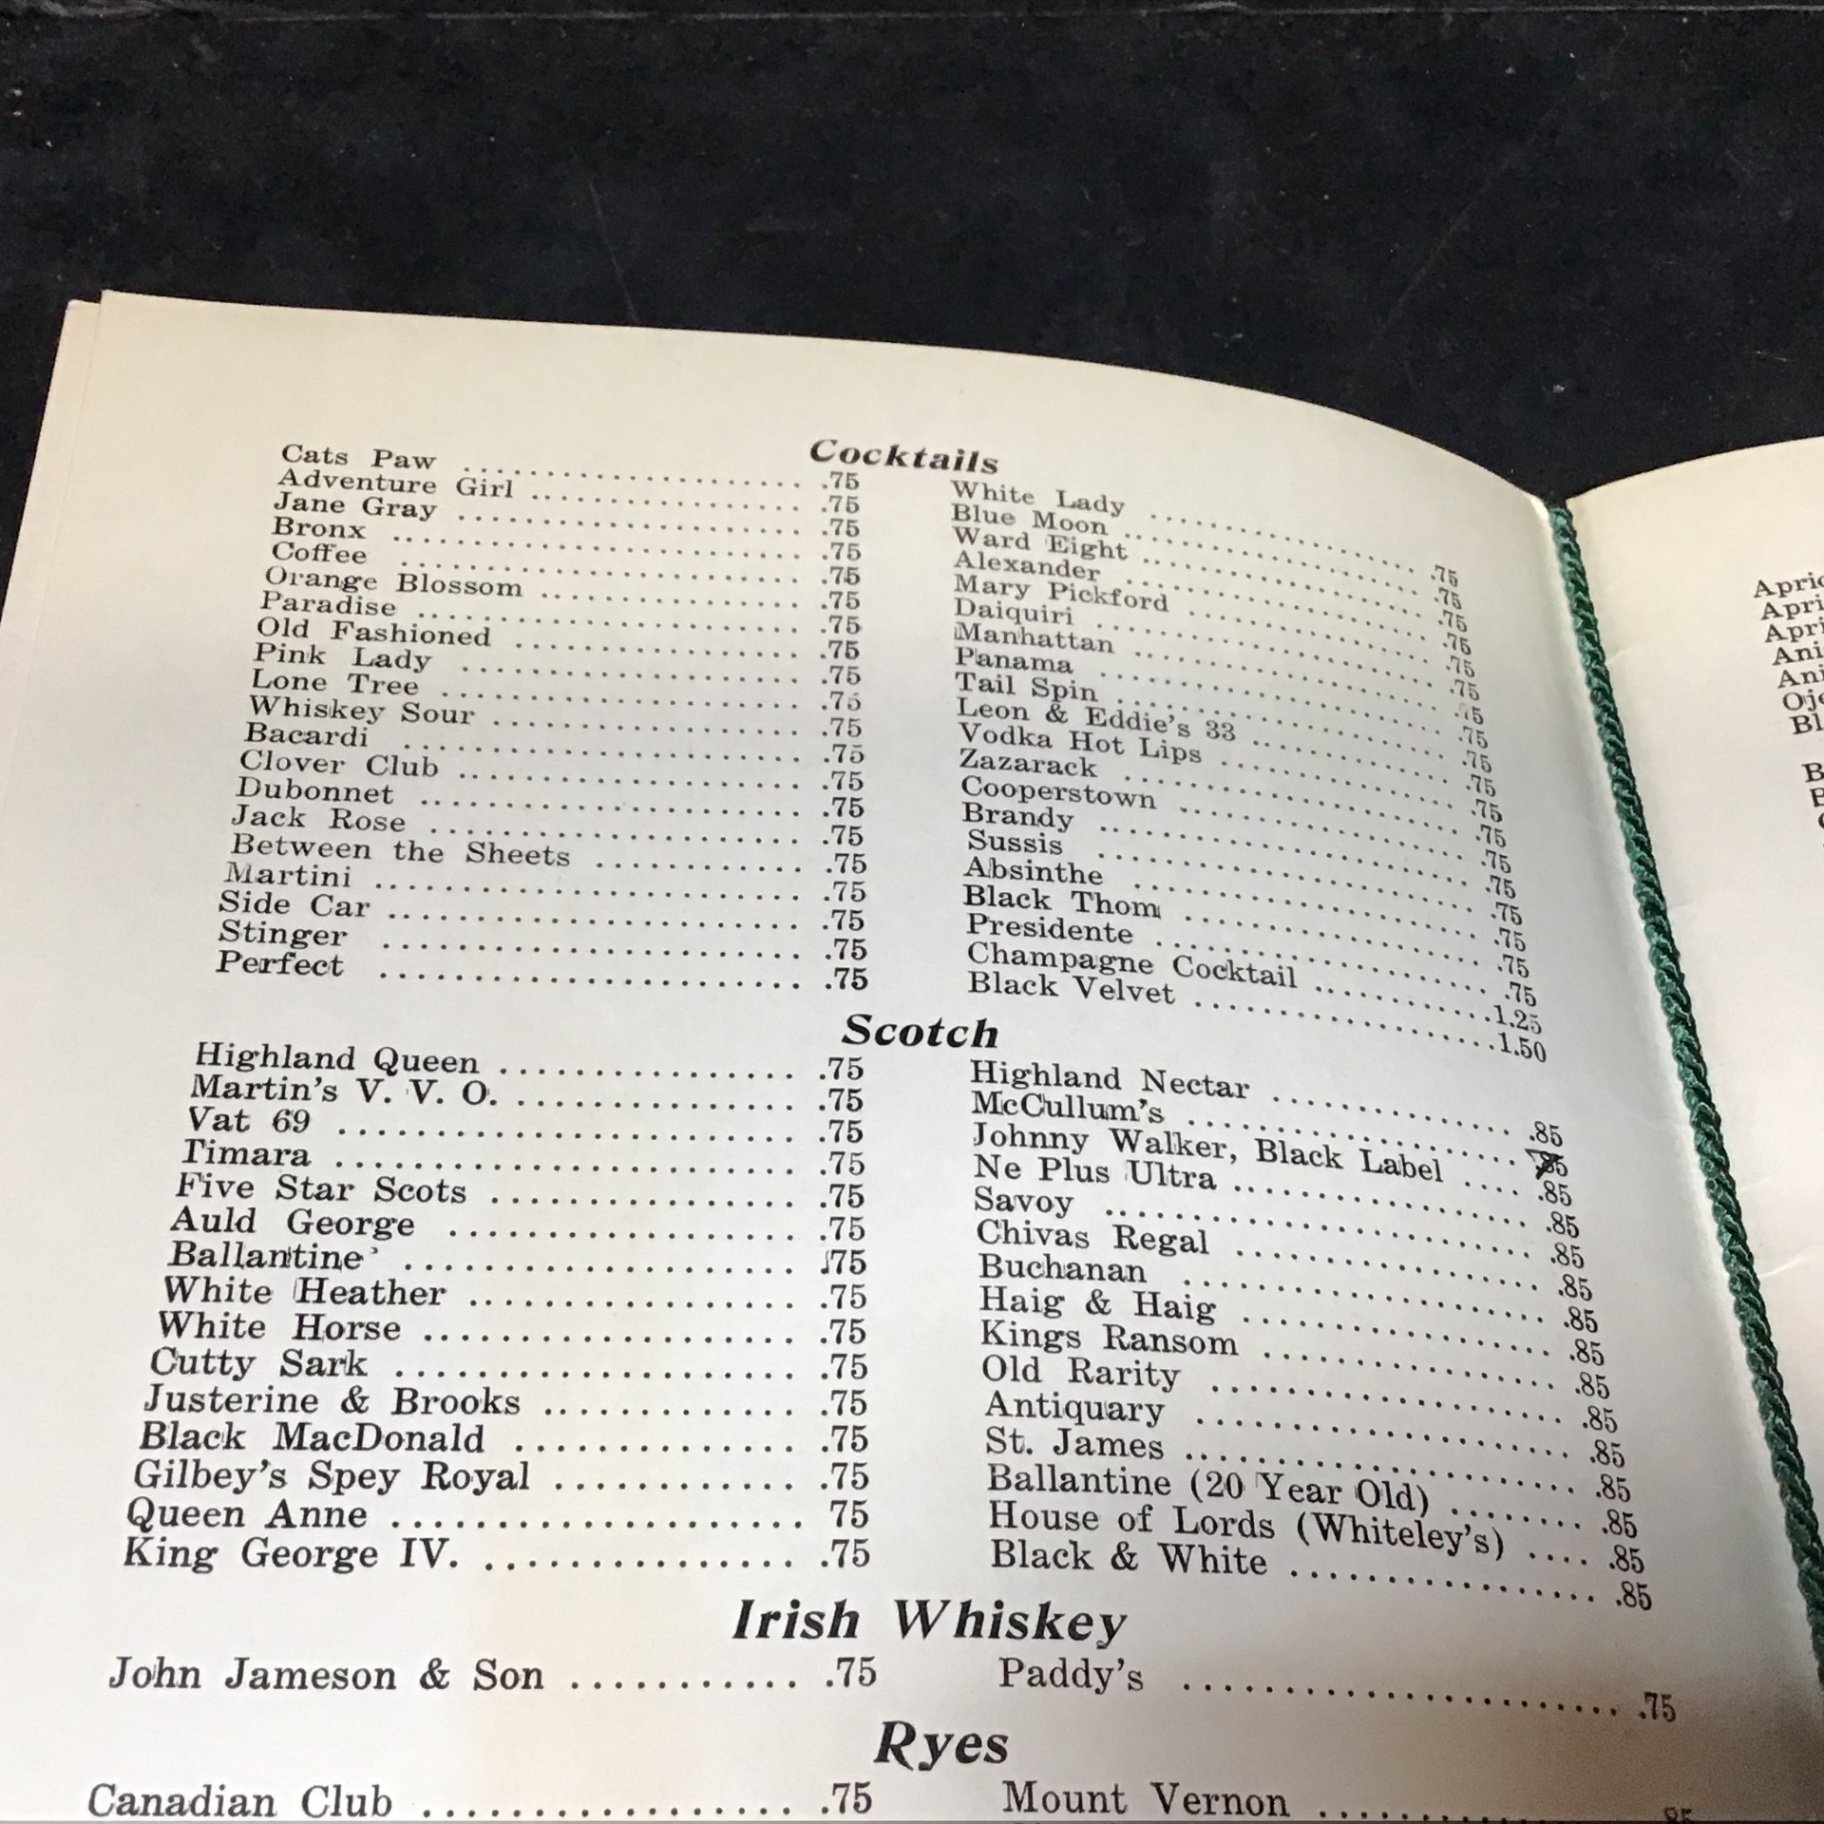 Cocktails
Cats Paw .................... .75
Adventure Girl ................ .75
Jane Gray .................... .75
Bronx ........................ .75
Coffee ....................... .75
Orange Blossom ............... .75
Paradise ..................... .75
Old Fashioned ................ .75
Pink Lady .................... .75
Lone Tree .................... .75
Whiskey Sour ................. .75
Bacardi ...................... .75
Clover Club .................. .75
Dubonnet ..................... .75
Jack Rose .................... .75
Between the Sheets ........... .75
Martini ...................... .75
Side Car ..................... .75
Stinger ...................... .75
Perfect ...................... .75
White Lady ................... .75
Blue Moon .................... .75
Ward Eight ................... .75
Alexander .................... .75
Mary Pickford ................ .75
Daiquiri ..................... .75
Manhattan .................... .75
Panama ....................... .75
Tail Spin .................... .75
Leon & Eddie's 33 ............ .75
Vodka Hot Lips ............... .75
Zazarack ..................... .75
Cooperstown .................. .75
Brandy ....................... .75
Sussis ....................... .75
Absinthe ..................... .75
Black Thom ................... .75
Presidente ................... .75
Champagne Cocktail ........... 1.25
Black Velvet ................. 1.50
Scotch
Highland Queen ............... .75
Martin's V. V. O. ............ .75
Vat 69 ....................... .75
Timara ....................... .75
Five Star Scots .............. .75
Auld George .................. .75
Ballantine' .................. .75
White Heather ................ .75
White Horse .................. .75
Cutty Sark ................... .75
Justerine & Brooks ........... .75
Black MacDonald .............. .75
Gilbey's Spey Royal .......... .75
Queen Anne ................... 75
King George IV. .............. .75
Highland Nectar .............. .85
McCullum's ................... .85
Johnny Walker, Black Label .... .85
Ne Plus Ultra ................ .85
Savoy ........................ .85
Chivas Regal ................. .85
Buchanan ..................... .85
Haig & Haig .................. .85
Kings Ransom ................. .85
Old Rarity ................... .85
Antiquary .................... .85
St. James .................... .85
Ballantine (20 Year Old) ..... .85
House of Lords (Whiteley's) .... .85
Black & White ................ .85
Irish Whiskey
John Jameson & Son ........... .75
Paddy's ...................... .75
Ryes
Canadian Club ................ .75
Mount Vernon ................. .85